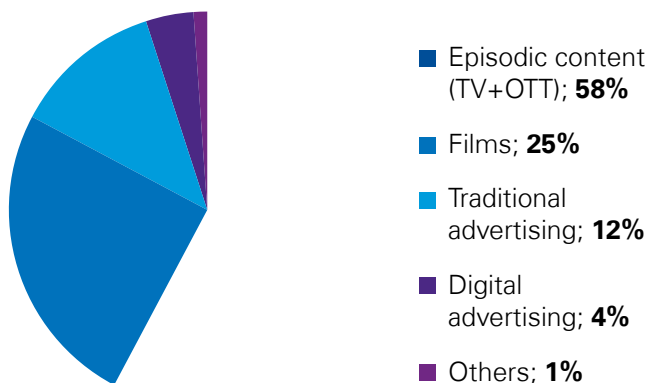 Episodic content
(TV+OTT); 58%
Films; 25%
Traditional
advertising; 12%
Digital
advertising; 4%
Others; 1%